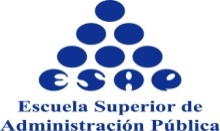 ESAP
Escuela Superior de
Administración Pública